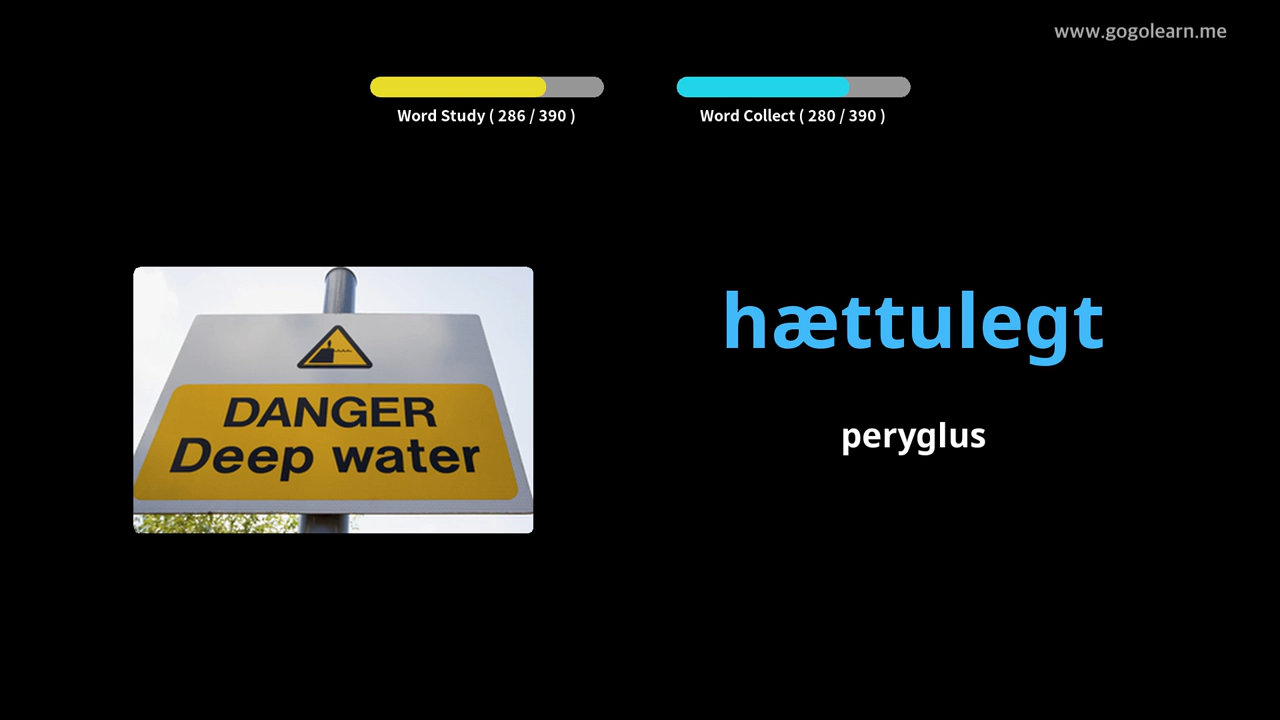 www.gogolearn.me
Word Study ( 286 / 390 )
Word Collect ( 280 / 390 )
DANGER
Deep water
hættulegt
peryglus